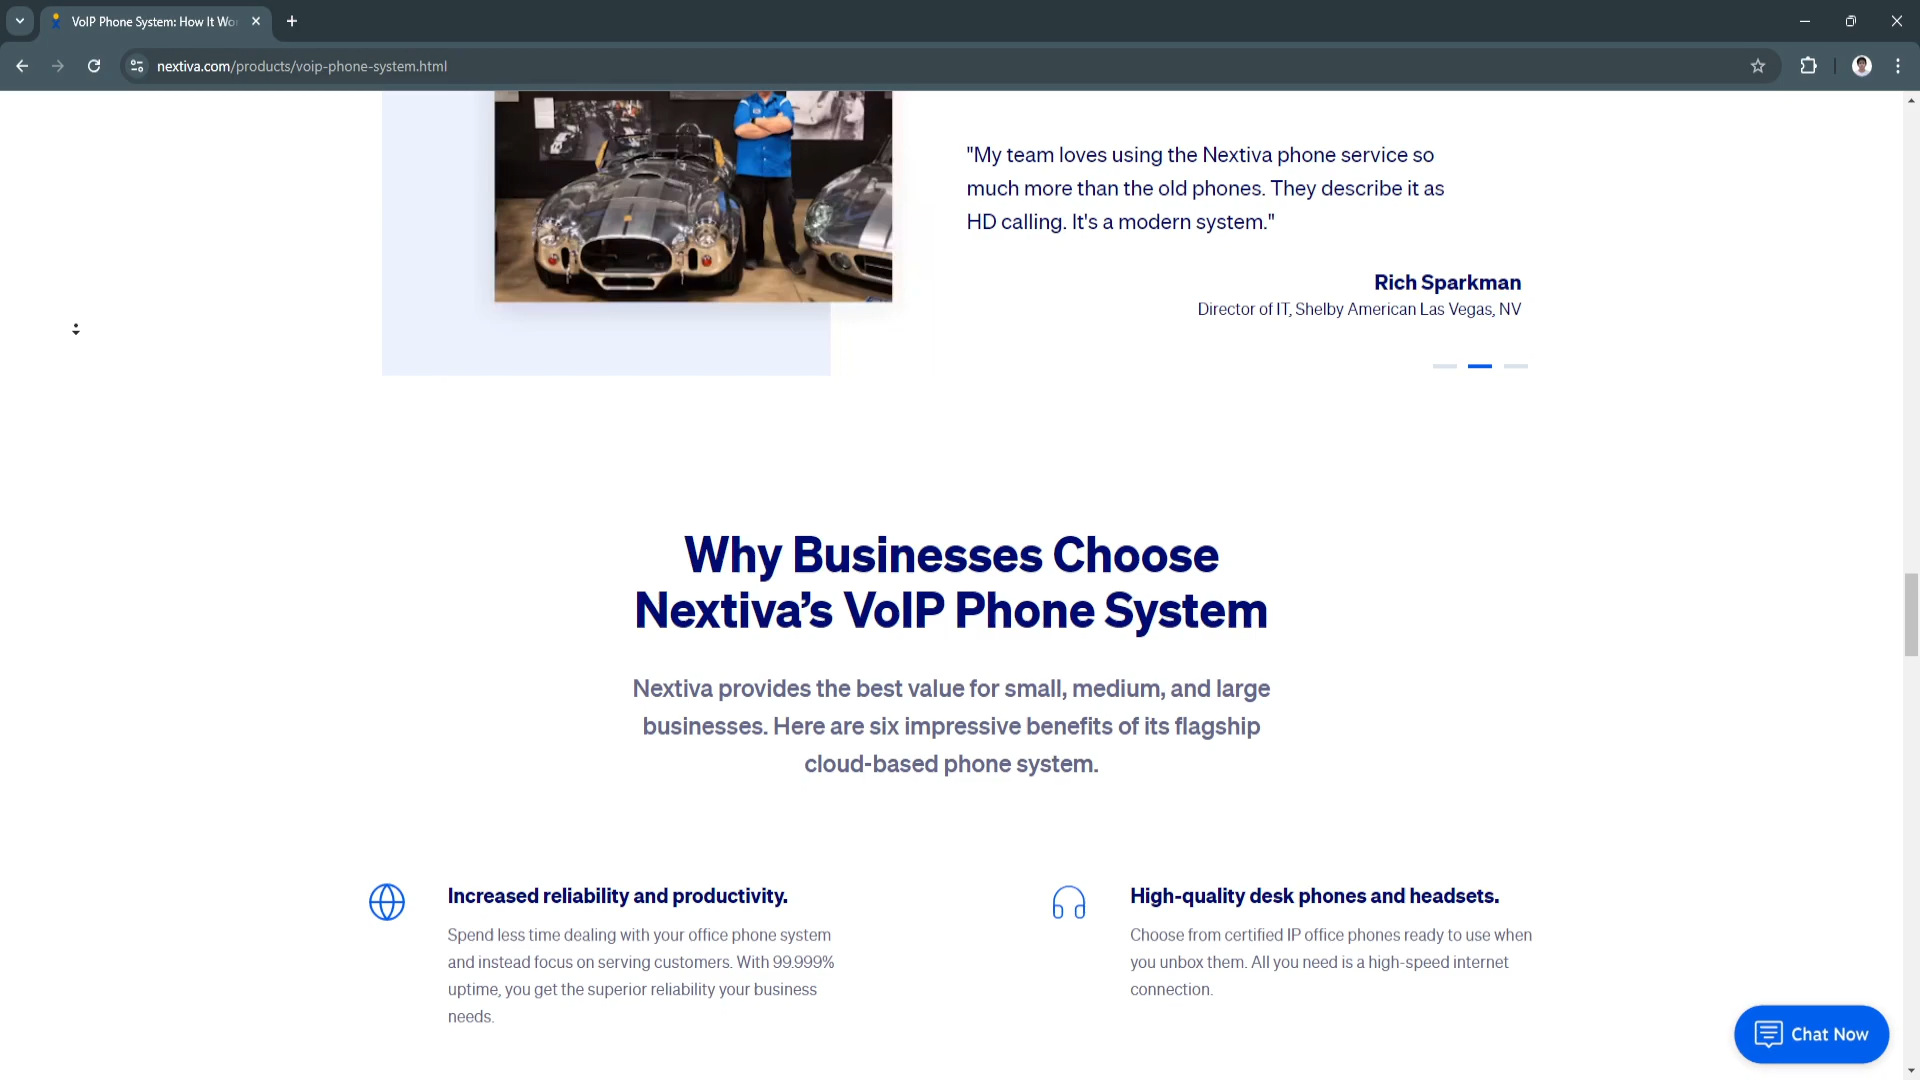 VoIP Phone System: How It Wo
nextiva.com/products/voip-phone-system.html
"My team loves using the Nextiva phone service so
much more than the old phones. They describe it as
HD calling. It's a modern system."
Rich Sparkman
Director of IT, Shelby American Las Vegas, NV
Why Businesses Choose
Nextiva’s VoIP Phone System
Nextiva provides the best value for small, medium, and large
businesses. Here are six impressive benefits of its flagship
cloud-based phone system.
Increased reliability and productivity.
Spend less time dealing with your office phone system
and instead focus on serving customers. With 99.999%
uptime, you get the superior reliability your business
needs.
High-quality desk phones and headsets.
Choose from certified IP office phones ready to use when
you unbox them. All you need is a high-speed internet
connection.
Chat Now